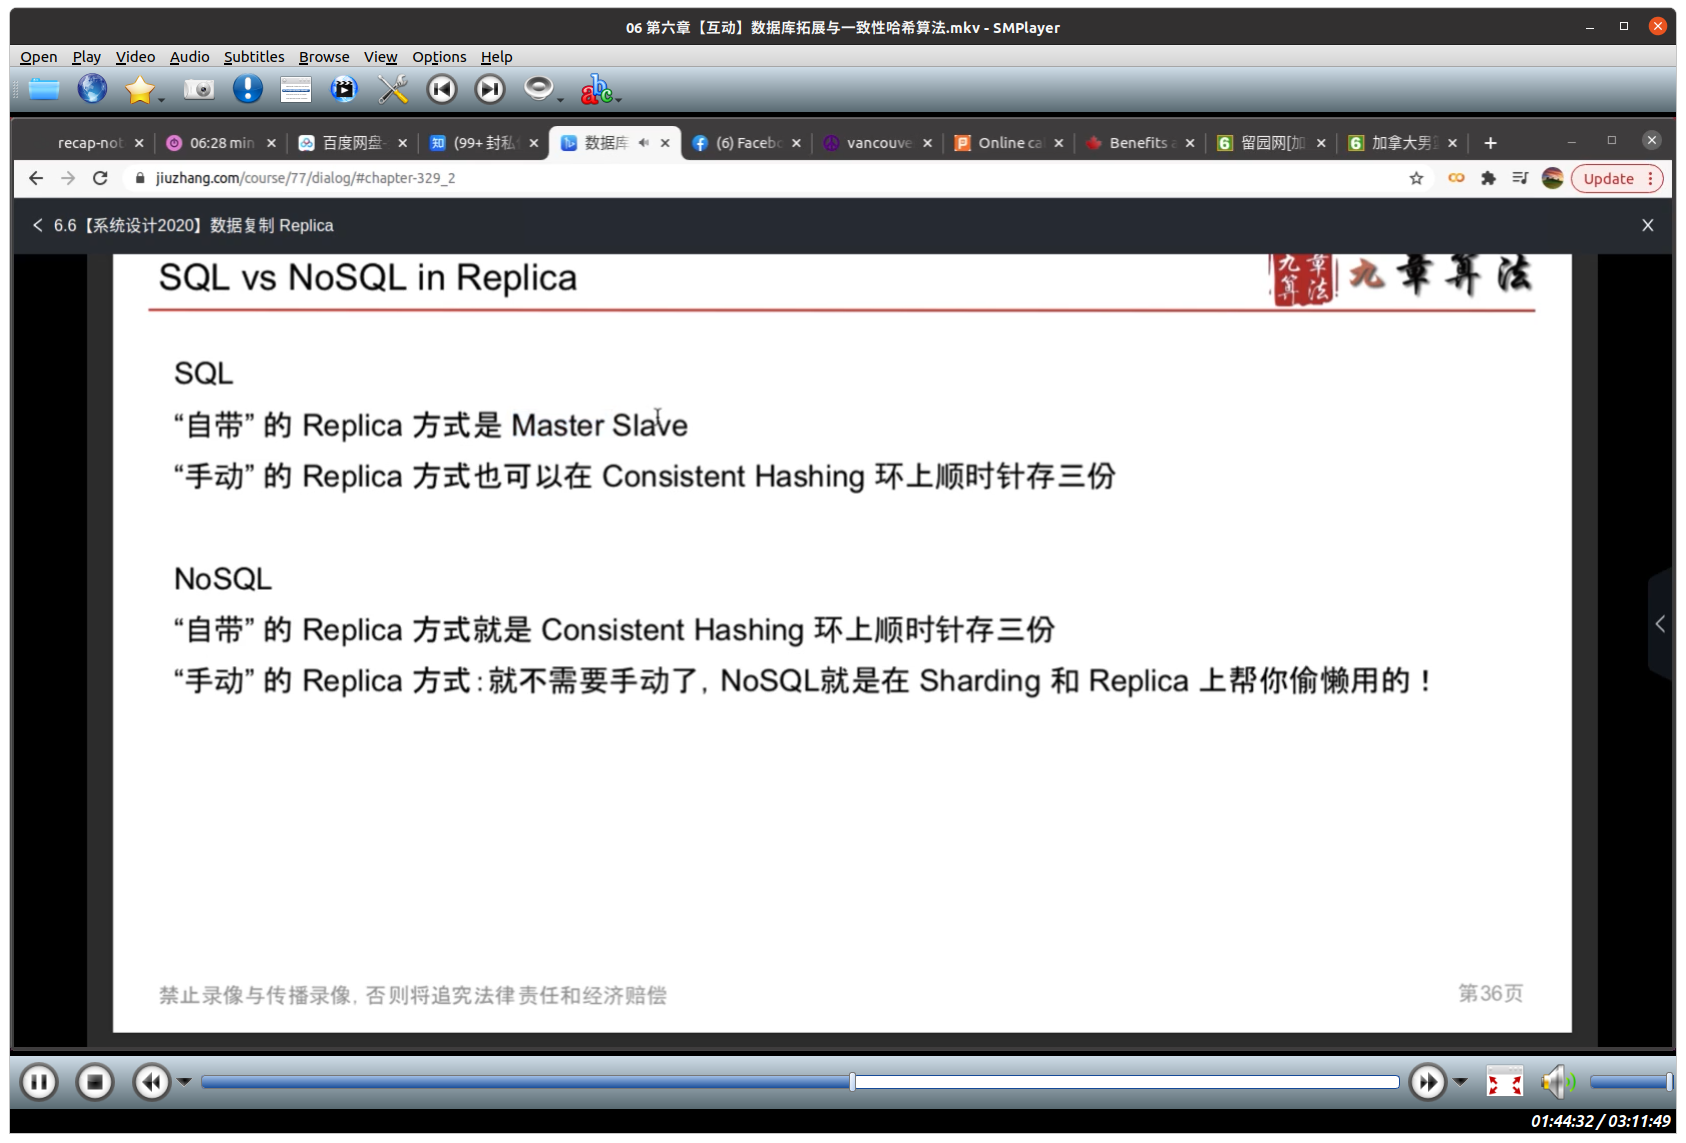 06 第六章【互动】数据库拓展与一致性哈希算法.mkv - SMPlayer
Open Play Video Audio Subtitles Browse View Options Help
abc
recap-not 06:28 min 百度网盘- 知 (99+ 封私 数据库 (6) Facebo vancouve Online ca Benefits a 6 留园网[加 6 加拿大男
jiuzhang.com/course/77/dialog/#chapter-329_2 Update
6.6【系统设计2020】数据复制 Replica
SQL vs NoSQL in Replica
九章算法 九章算法
SQL
“自带” 的 Replica 方式是 Master Slave
“手动” 的 Replica 方式也可以在 Consistent Hashing 环上顺时针存三份
NoSQL
“自带” 的 Replica 方式就是 Consistent Hashing 环上顺时针存三份
“手动” 的 Replica 方式：就不需要手动了，NoSQL就是在 Sharding 和 Replica 上帮你偷懒用的！
禁止录像与传播录像，否则将追究法律责任和经济赔偿
第36页
01:44:32 / 03:11:49